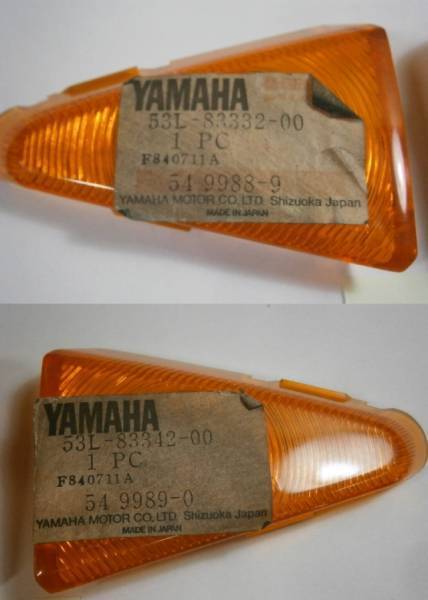 YAMAHA
53L-83332-00
1 PC
F840711A
54 9988-9
YAMAHA MOTOR CO., LTD. Shizuoka Japan
MADE IN JAPAN
YAMAHA
53L-83342-00
1 PC
F840711A
54 9989-0
YAMAHA MOTOR CO., LTD. Shizuoka Japan
MADE IN JAPAN